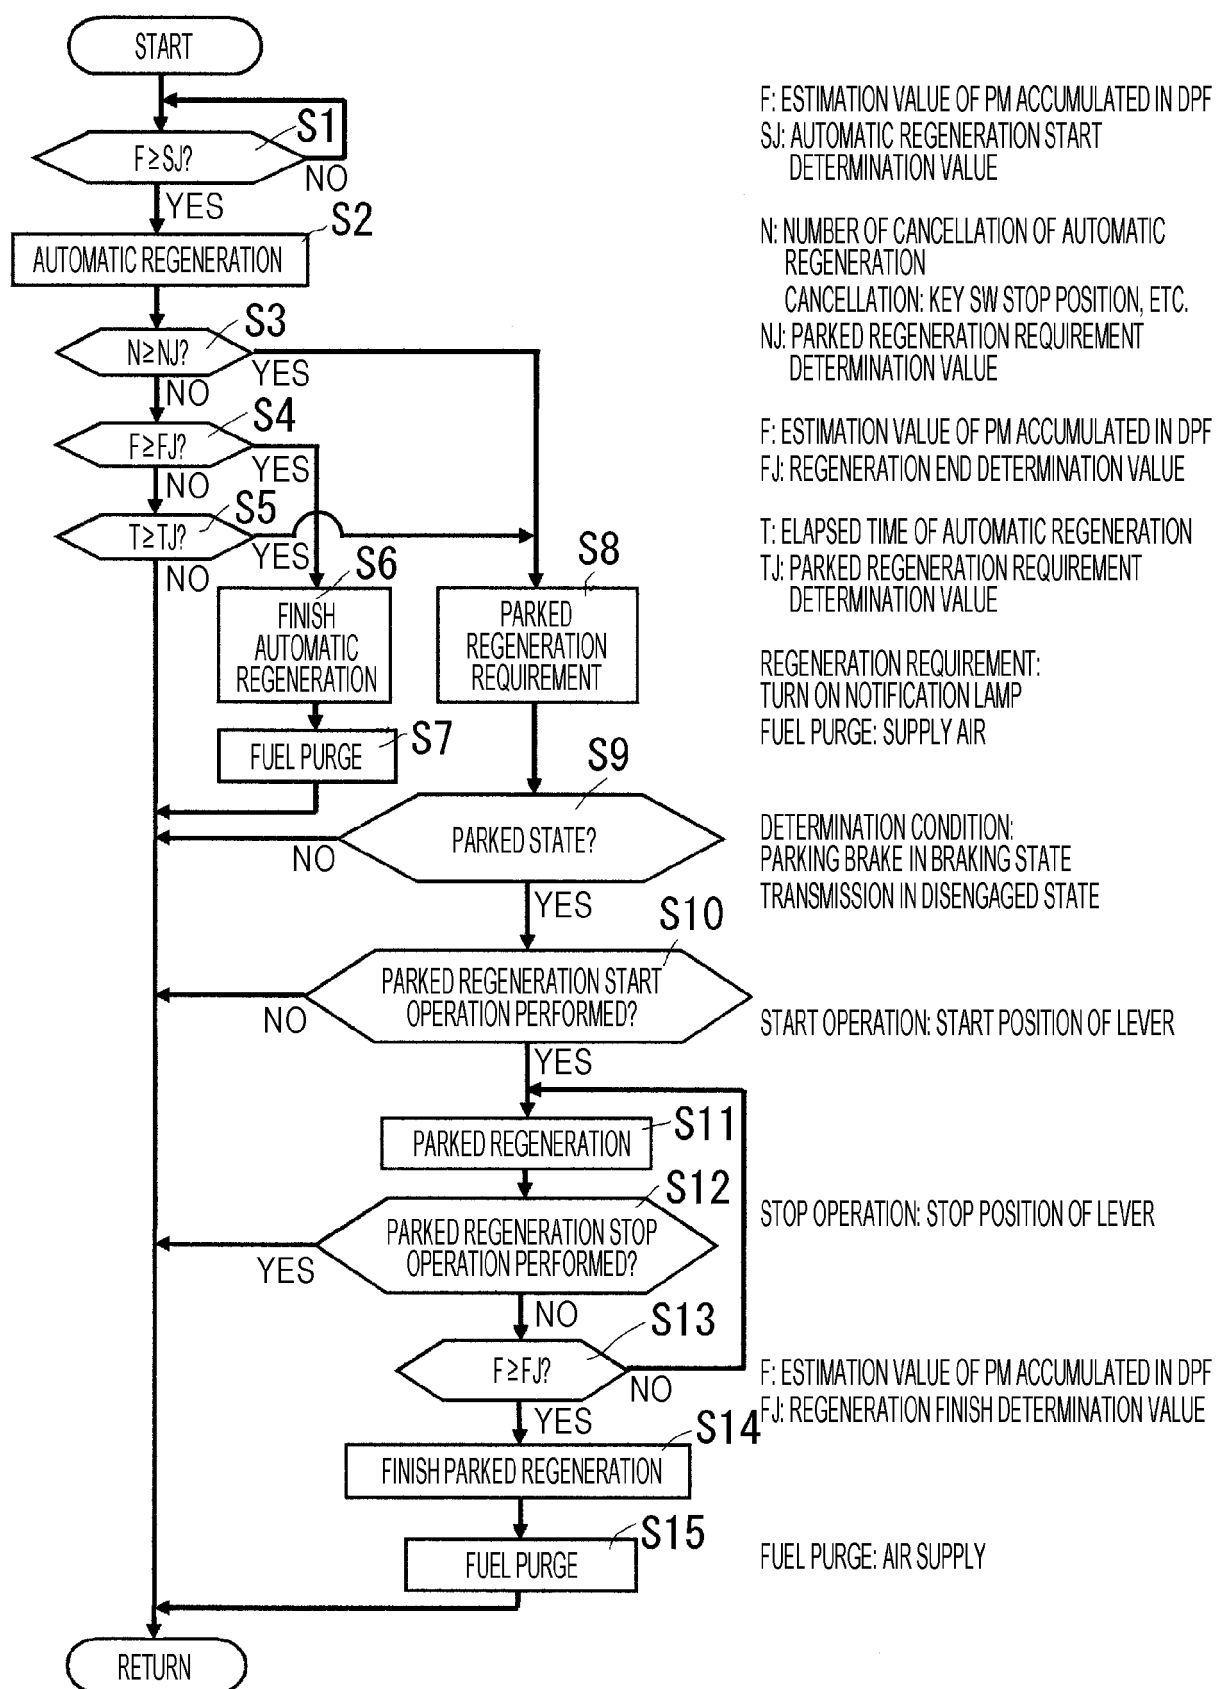 START
S1
F≥SJ?
NO
YES
S2
AUTOMATIC REGENERATION
S3
N≥NJ?
YES
NO
S4
F≥FJ?
YES
NO
S5
T≥TJ?
YES
NO
S6
FINISH
AUTOMATIC
REGENERATION
S7
FUEL PURGE
S8
PARKED
REGENERATION
REQUIREMENT
S9
PARKED STATE?
NO
YES
S10
PARKED REGENERATION START
OPERATION PERFORMED?
NO
YES
S11
PARKED REGENERATION
S12
PARKED REGENERATION STOP
OPERATION PERFORMED?
YES
NO
S13
F≥FJ?
NO
YES
S14
FINISH PARKED REGENERATION
S15
FUEL PURGE
RETURN
F: ESTIMATION VALUE OF PM ACCUMULATED IN DPF
SJ: AUTOMATIC REGENERATION START
DETERMINATION VALUE
N: NUMBER OF CANCELLATION OF AUTOMATIC
REGENERATION
CANCELLATION: KEY SW STOP POSITION, ETC.
NJ: PARKED REGENERATION REQUIREMENT
DETERMINATION VALUE
F: ESTIMATION VALUE OF PM ACCUMULATED IN DPF
FJ: REGENERATION END DETERMINATION VALUE
T: ELAPSED TIME OF AUTOMATIC REGENERATION
TJ: PARKED REGENERATION REQUIREMENT
DETERMINATION VALUE
REGENERATION REQUIREMENT:
TURN ON NOTIFICATION LAMP
FUEL PURGE: SUPPLY AIR
DETERMINATION CONDITION:
PARKING BRAKE IN BRAKING STATE
TRANSMISSION IN DISENGAGED STATE
START OPERATION: START POSITION OF LEVER
STOP OPERATION: STOP POSITION OF LEVER
F: ESTIMATION VALUE OF PM ACCUMULATED IN DPF
FJ: REGENERATION FINISH DETERMINATION VALUE
FUEL PURGE: AIR SUPPLY